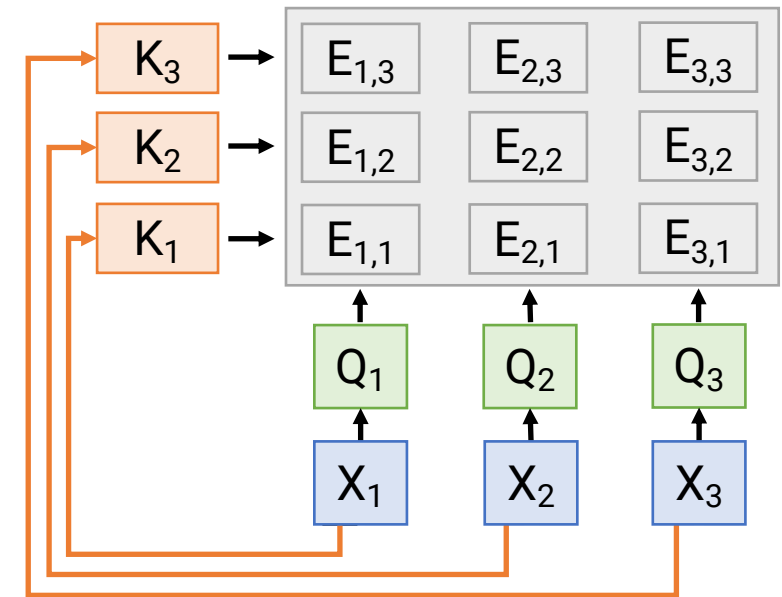 K₃ E₁,₃ E₂,₃ E₃,₃
K₂ E₁,₂ E₂,₂ E₃,₂
K₁ E₁,₁ E₂,₁ E₃,₁
Q₁ Q₂ Q₃
X₁ X₂ X₃